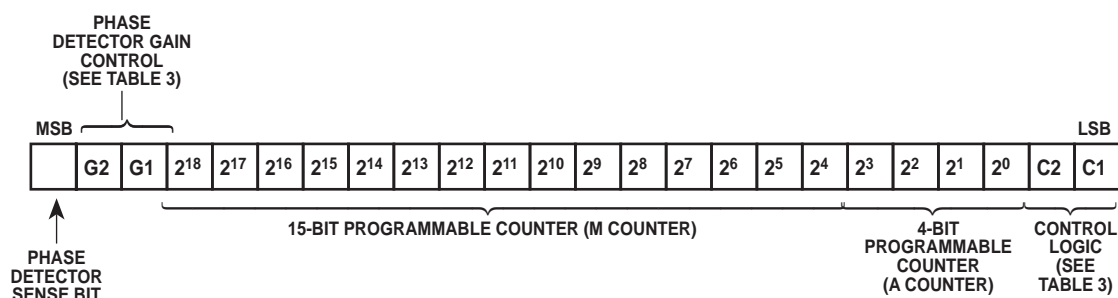 PHASE
DETECTOR GAIN
CONTROL
(SEE TABLE 3)
MSB
LSB
G2 G1 2¹⁸ 2¹⁷ 2¹⁶ 2¹⁵ 2¹⁴ 2¹³ 2¹² 2¹¹ 2¹⁰ 2⁹ 2⁸ 2⁷ 2⁶ 2⁵ 2⁴ 2³ 2² 2¹ 2⁰ C2 C1
15-BIT PROGRAMMABLE COUNTER (M COUNTER)
4-BIT
PROGRAMMABLE
COUNTER
(A COUNTER)
CONTROL
LOGIC
(SEE
TABLE 3)
PHASE
DETECTOR
SENSE BIT